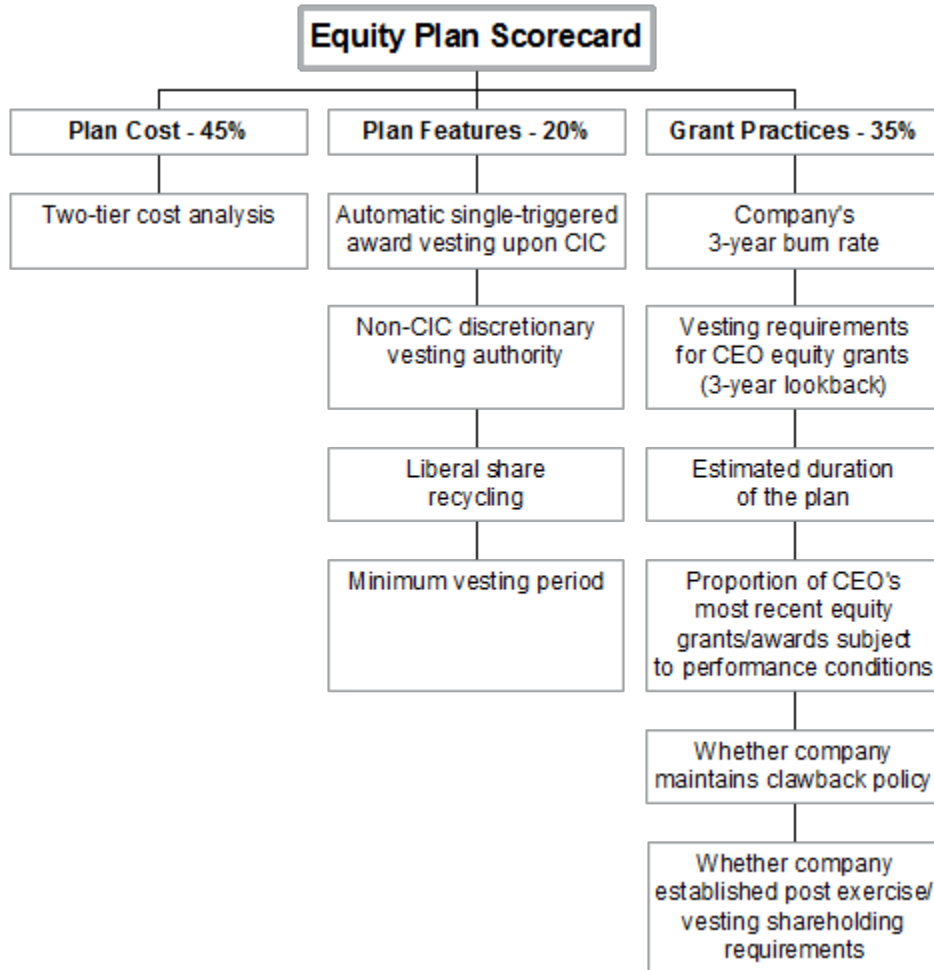 Equity Plan Scorecard
Plan Cost - 45%
Two-tier cost analysis
Plan Features - 20%
Automatic single-triggered
award vesting upon CIC
Non-CIC discretionary
vesting authority
Liberal share
recycling
Minimum vesting period
Grant Practices - 35%
Company's
3-year burn rate
Vesting requirements
for CEO equity grants
(3-year lookback)
Estimated duration
of the plan
Proportion of CEO's
most recent equity
grants/awards subject
to performance conditions
Whether company
maintains clawback policy
Whether company
established post exercise/
vesting shareholding
requirements